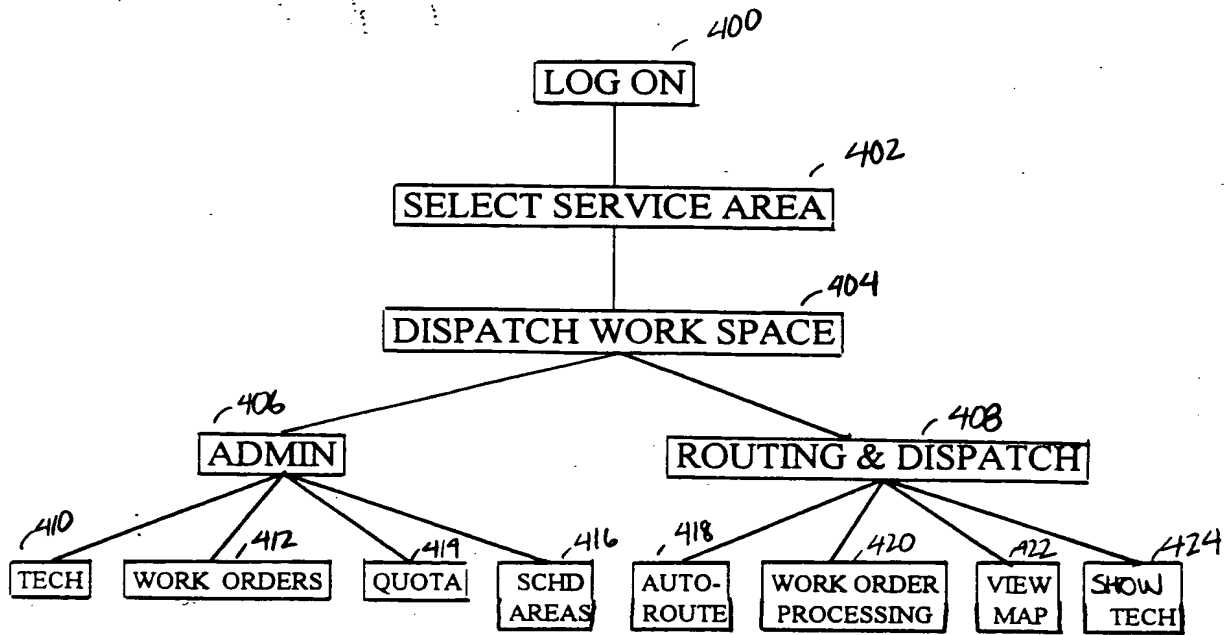 400
LOG ON
402
SELECT SERVICE AREA
404
DISPATCH WORK SPACE
406
ADMIN
408
ROUTING & DISPATCH
410
TECH
412
WORK ORDERS
414
QUOTA
416
SCHD
AREAS
418
AUTO-
ROUTE
420
WORK ORDER
PROCESSING
422
VIEW
MAP
424
SHOW
TECH